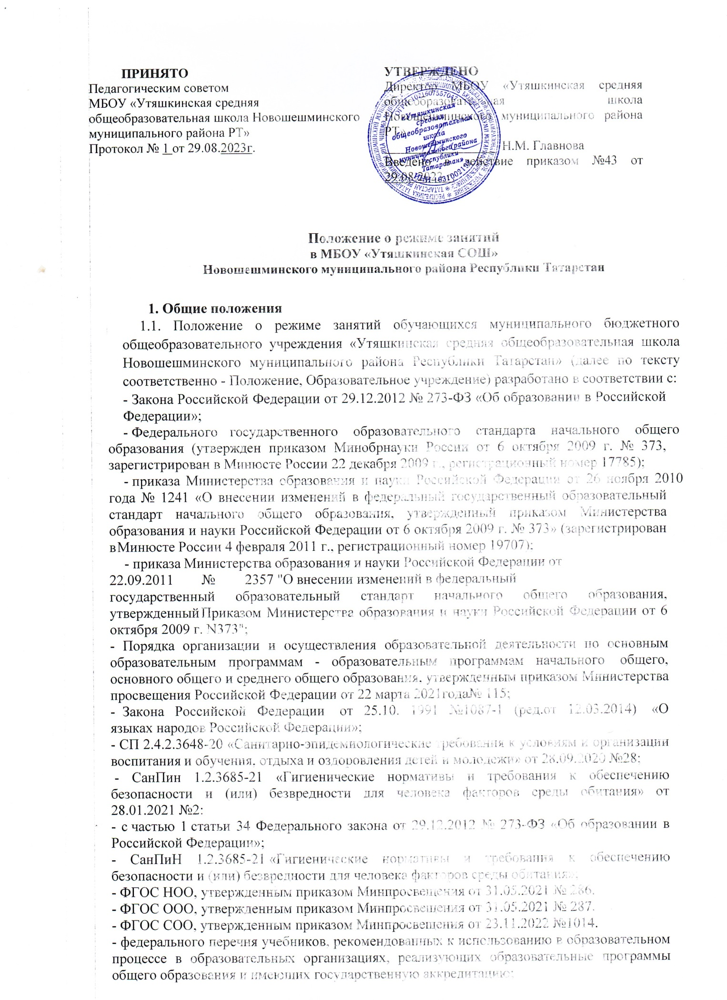 ПРИНЯТО
Педагогическим советом
МБОУ «Утяшкинская средняя
общеобразовательная школа Новошешминского
муниципального района РТ»
Протокол № 1 от 29.08.2023г.
УТВЕРЖДЕНО
Директор МБОУ «Утяшкинская средняя
общеобразовательная школа
Новошешминского муниципального района
РТ»
Н.М. Главнова
Введено в действие приказом №43 от
29.08.2023
«Утяшкинская
средняя
общеобразовательная
школа
Новошешминского
муниципального района
Республики
Татарстан»
Положение о режиме занятий
в МБОУ «Утяшкинская СОШ»
Новошешминского муниципального района Республики Татарстан
1. Общие положения
1.1. Положение о режиме занятий обучающихся муниципального бюджетного
общеобразовательного учреждения «Утяшкинская средняя общеобразовательная школа
Новошешминского муниципального района Республики Татарстан» (далее по тексту
соответственно - Положение, Образовательное учреждение) разработано в соответствии с:
- Закона Российской Федерации от 29.12.2012 № 273-ФЗ «Об образовании в Российской
Федерации»;
- Федерального государственного образовательного стандарта начального общего
образования (утвержден приказом Минобрнауки России от 6 октября 2009 г. № 373,
зарегистрирован в Минюсте России 22 декабря 2009 г., регистрационный номер 17785);
- приказа Министерства образования и науки Российской Федерации от 26 ноября 2010
года № 1241 «О внесении изменений в федеральный государственный образовательный
стандарт начального общего образования, утвержденный приказом Министерства
образования и науки Российской Федерации от 6 октября 2009 г. № 373» (зарегистрирован
в Минюсте России 4 февраля 2011 г., регистрационный номер 19707);
- приказа Министерства образования и науки Российской Федерации от
22.09.2011 № 2357 "О внесении изменений в федеральный
государственный образовательный стандарт начального общего образования,
утвержденный Приказом Министерства образования и науки Российской Федерации от 6
октября 2009 г. N373";
- Порядка организации и осуществления образовательной деятельности по основным
образовательным программам - образовательным программам начального общего,
основного общего и среднего общего образования, утвержденным приказом Министерства
просвещения Российской Федерации от 22 марта 2021года№ 115;
- Закона Российской Федерации от 25.10. 1991 №1087-1 (ред.от 12.03.2014) «О
языках народов Российской Федерации»;
- СП 2.4.2.3648-20 «Санитарно-эпидемиологические требования к условиям и организации
воспитания и обучения, отдыха и оздоровления детей и молодежи» от 28.09.2020 №28;
- СанПин 1.2.3685-21 «Гигиенические нормативы и требования к обеспечению
безопасности и (или) безвредности для человека факторов среды обитания» от
28.01.2021 №2:
- с частью 1 статьи 34 Федерального закона от 29.12.2012 № 273-ФЗ «Об образовании в
Российской Федерации»;
- СанПиН 1.2.3685-21 «Гигиенические нормативы и требования к обеспечению
безопасности и (или) безвредности для человека факторов среды обитания»;
- ФГОС НОО, утвержденным приказом Минпросвещения от 31.05.2021 № 286.
- ФГОС ООО, утвержденным приказом Минпросвещения от 31.05.2021 № 287.
- ФГОС СОО, утвержденным приказом Минпросвещения от 23.11.2022 №1014.
- федерального перечня учебников, рекомендованных к использованию в образовательном
процессе в образовательных организациях, реализующих образовательные программы
общего образования и имеющих государственную аккредитацию;